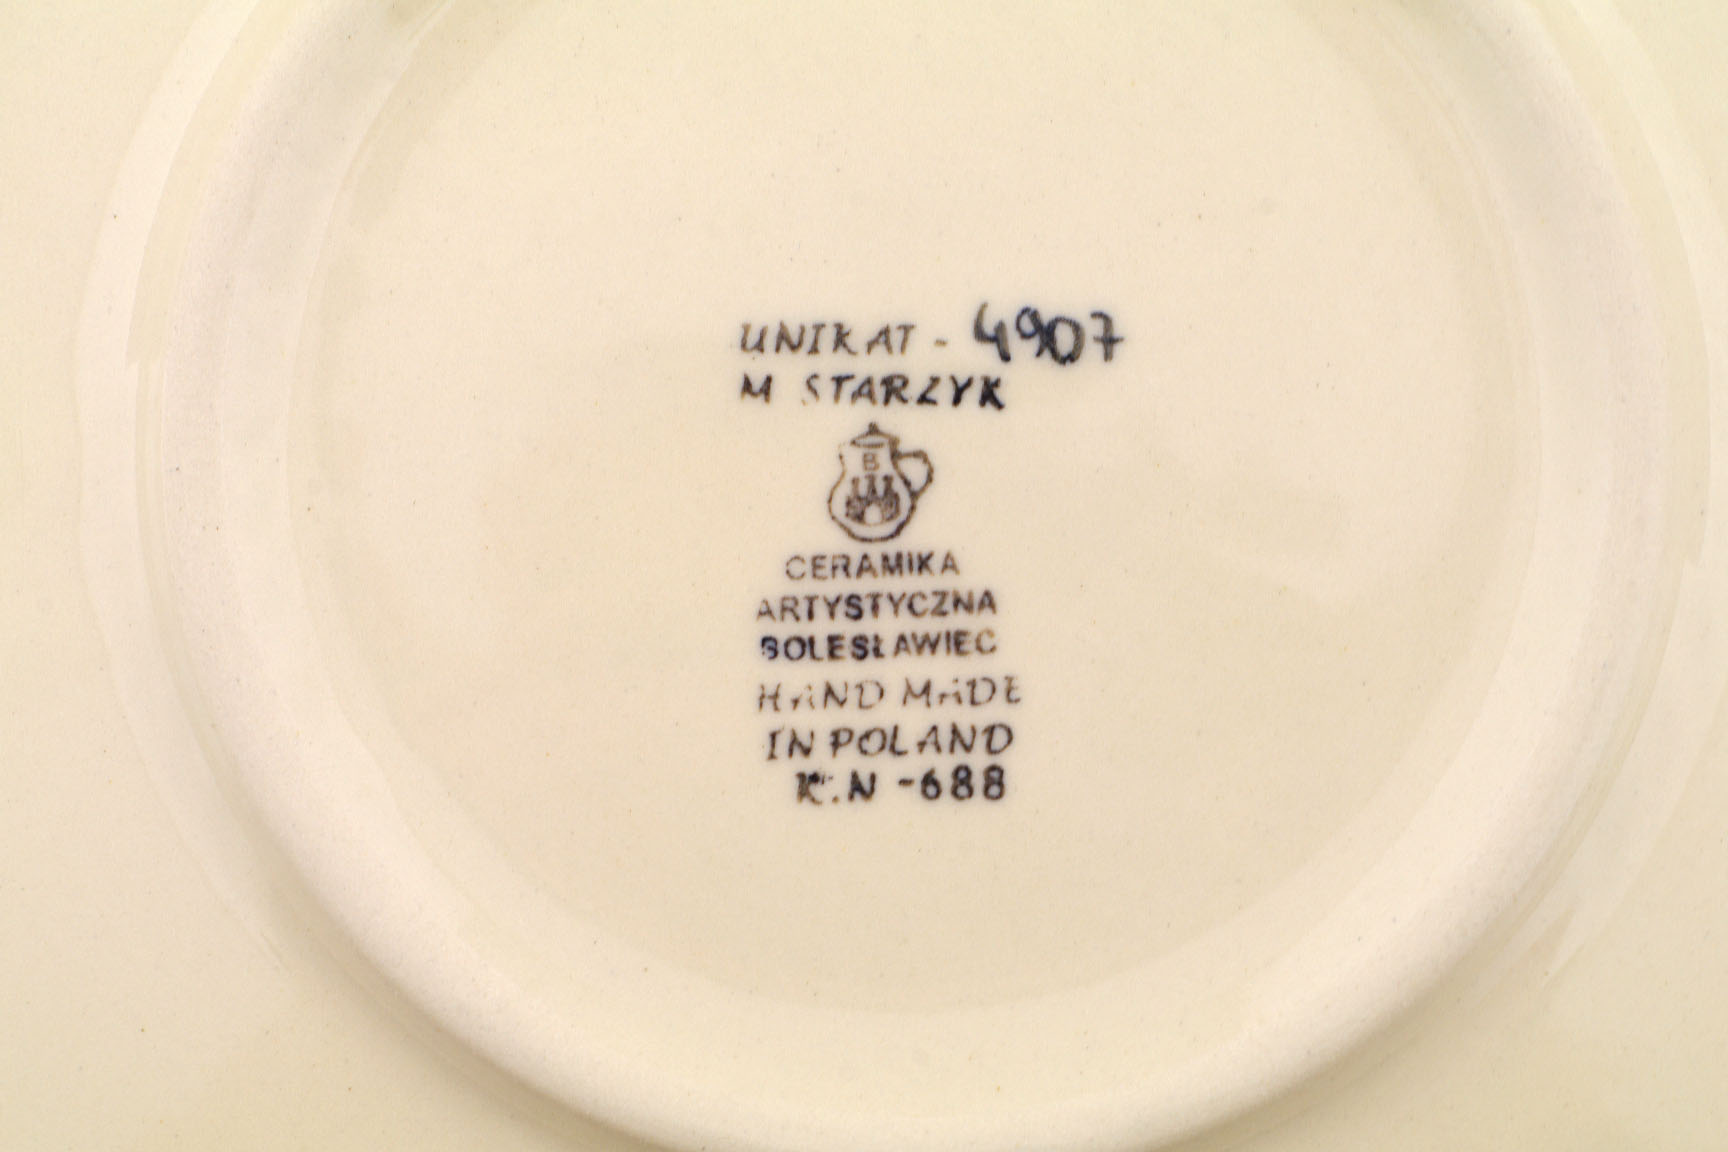 UNIKAT - 4907
M STARZYK
B
CERAMIKA
ARTYSTYCZNA
BOLESŁAWIEC
HAND MADE
IN POLAND
K.N -688